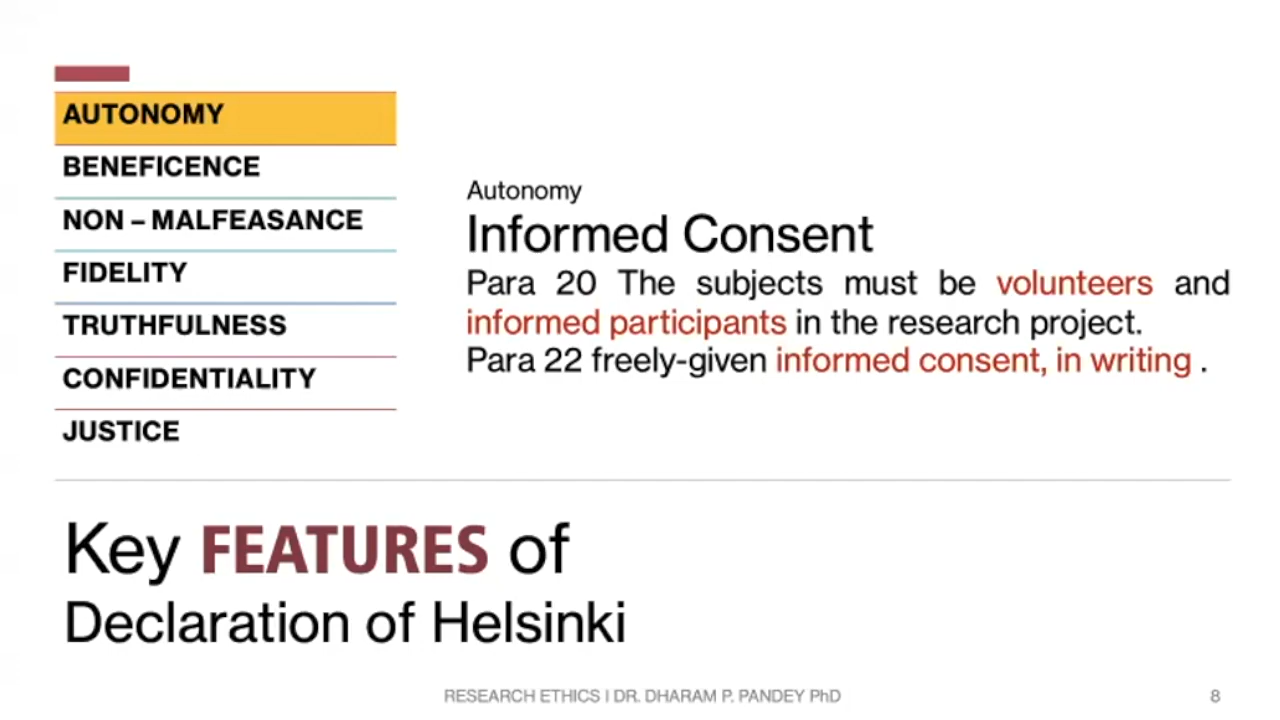 AUTONOMY
BENEFICENCE
NON – MALFEASANCE
FIDELITY
TRUTHFULNESS
CONFIDENTIALITY
JUSTICE
Autonomy
Informed Consent
Para 20 The subjects must be volunteers and
informed participants in the research project.
Para 22 freely-given informed consent, in writing .
Key FEATURES of
Declaration of Helsinki
RESEARCH ETHICS | DR. DHARAM P. PANDEY PhD
8